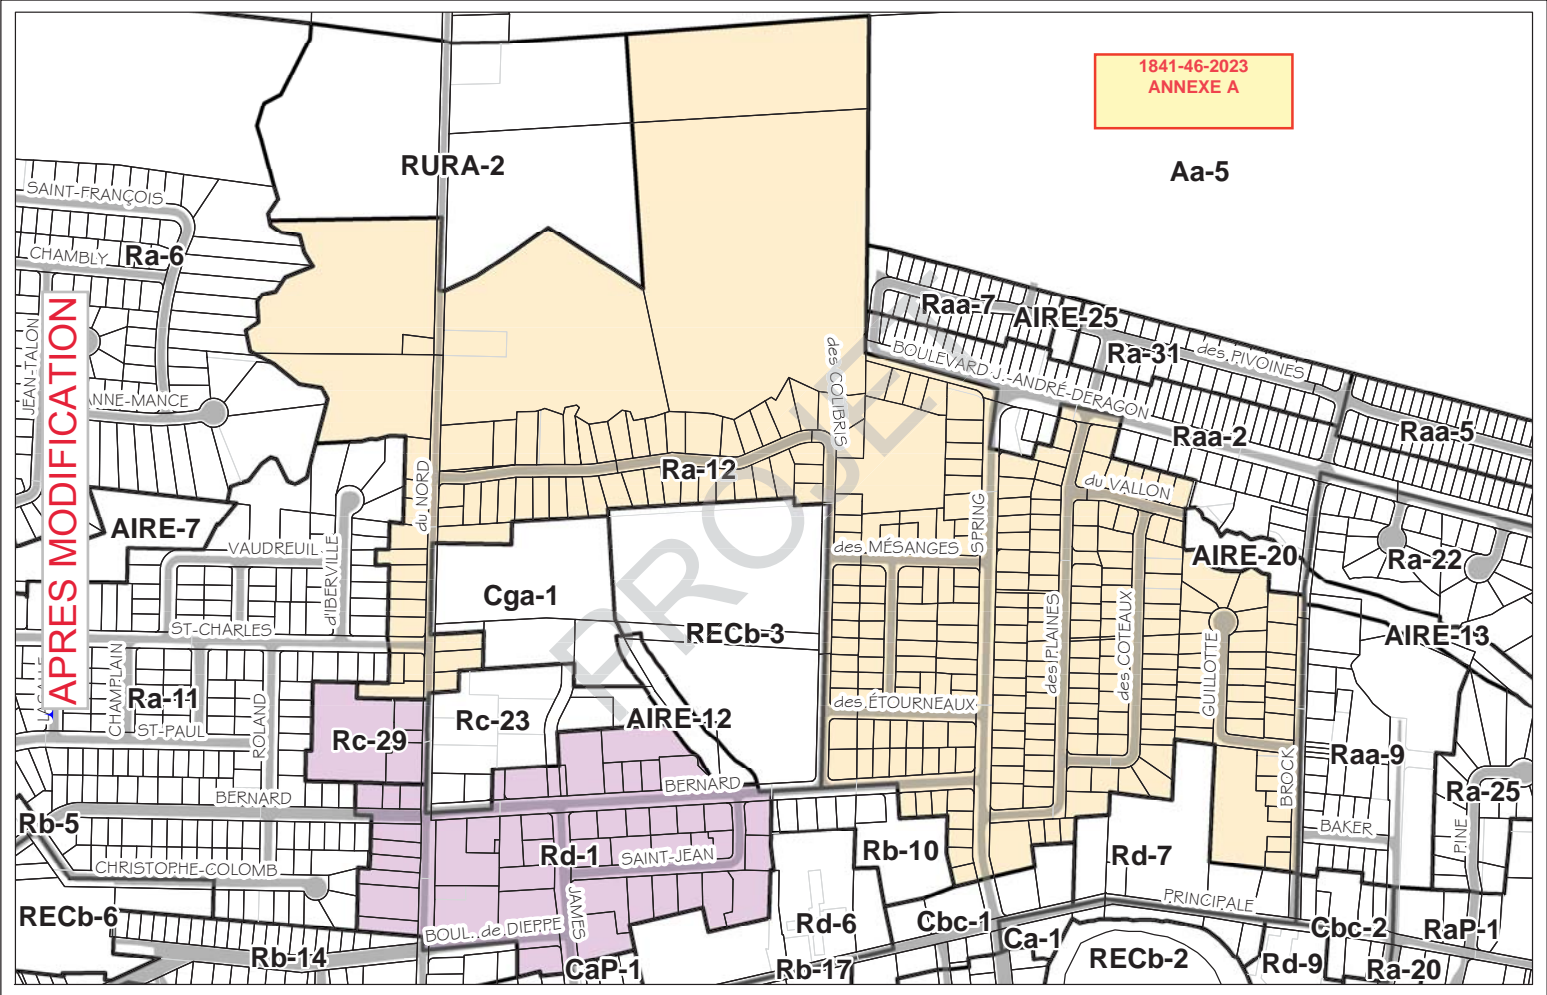 1841-46-2023
ANNEXE A
RURA-2
Aa-5
SAINT-FRANÇOIS
CHAMBLY
Ra-6
JEAN-TALON
ANNE-MANCE
APRES MODIFICATION
Raa-7
AIRE-25
Ra-31
des PIVOINES
BOULEVARD J.-ANDRÉ-DERAGON
des COLIBRIS
Raa-2
Raa-5
Ra-12
du NORD
du VALLON
SPRING
AIRE-7
VAUDREUIL
d'IBERVILLE
des MÉSANGES
AIRE-20
Ra-22
Cga-1
RECb-3
PROJET
des PLAINES
des COTEAUX
GUILLOTTE
AIRE-13
ST-CHARLES
CHAMPLAIN
Ra-11
ROLAND
ST-PAUL
LASALLE
Rc-29
Rc-23
AIRE-12
des ÉTOURNEAUX
Raa-9
BROCK
BERNARD
BERNARD
Ra-25
PINE
BAKER
Rb-5
Rd-1
SAINT-JEAN
JAMES
Rb-10
Rd-7
CHRISTOPHE-COLOMB
PRINCIPALE
RECb-6
BOUL. de DIEPPE
Rd-6
Cbc-1
Ca-1
Cbc-2
RaP-1
Rb-14
CaP-1
Rb-17
RECb-2
Rd-9
Ra-20